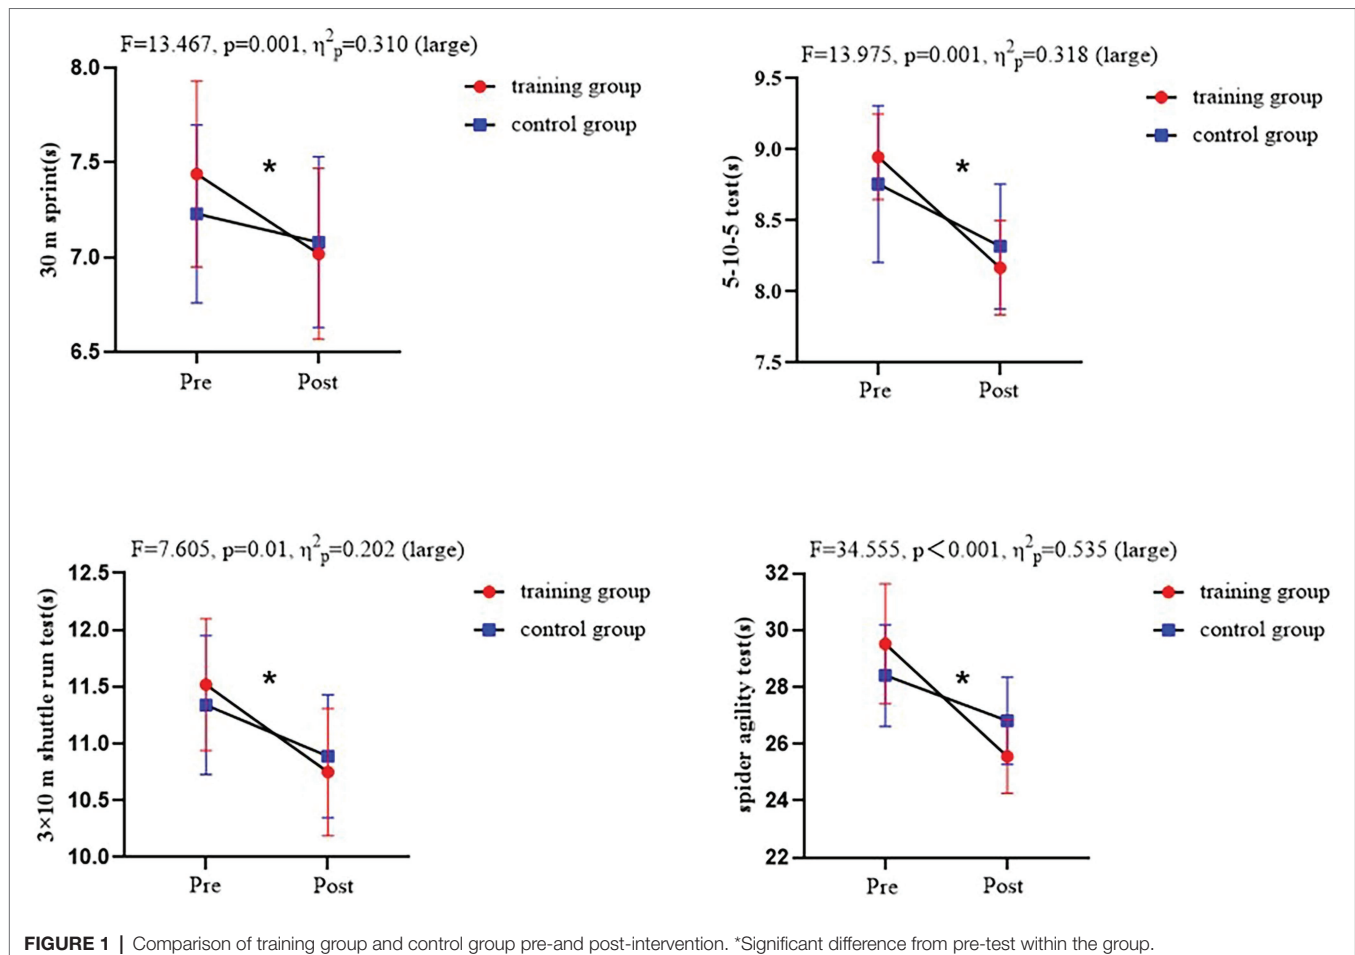 F=13.467, p=0.001, η²ₚ=0.310 (large)
8.0
7.5
7.0
6.5
30 m sprint(s)
Pre
Post
training group
control group
*
F=13.975, p=0.001, η²ₚ=0.318 (large)
9.5
9.0
8.5
8.0
7.5
5-10-5 test(s)
Pre
Post
training group
control group
*
F=7.605, p=0.01, η²ₚ=0.202 (large)
12.5
12.0
11.5
11.0
10.5
10.0
3×10 m shuttle run test(s)
Pre
Post
training group
control group
*
F=34.555, p<0.001, η²ₚ=0.535 (large)
32
30
28
26
24
22
spider agility test(s)
Pre
Post
training group
control group
*
FIGURE 1 | Comparison of training group and control group pre-and post-intervention. *Significant difference from pre-test within the group.